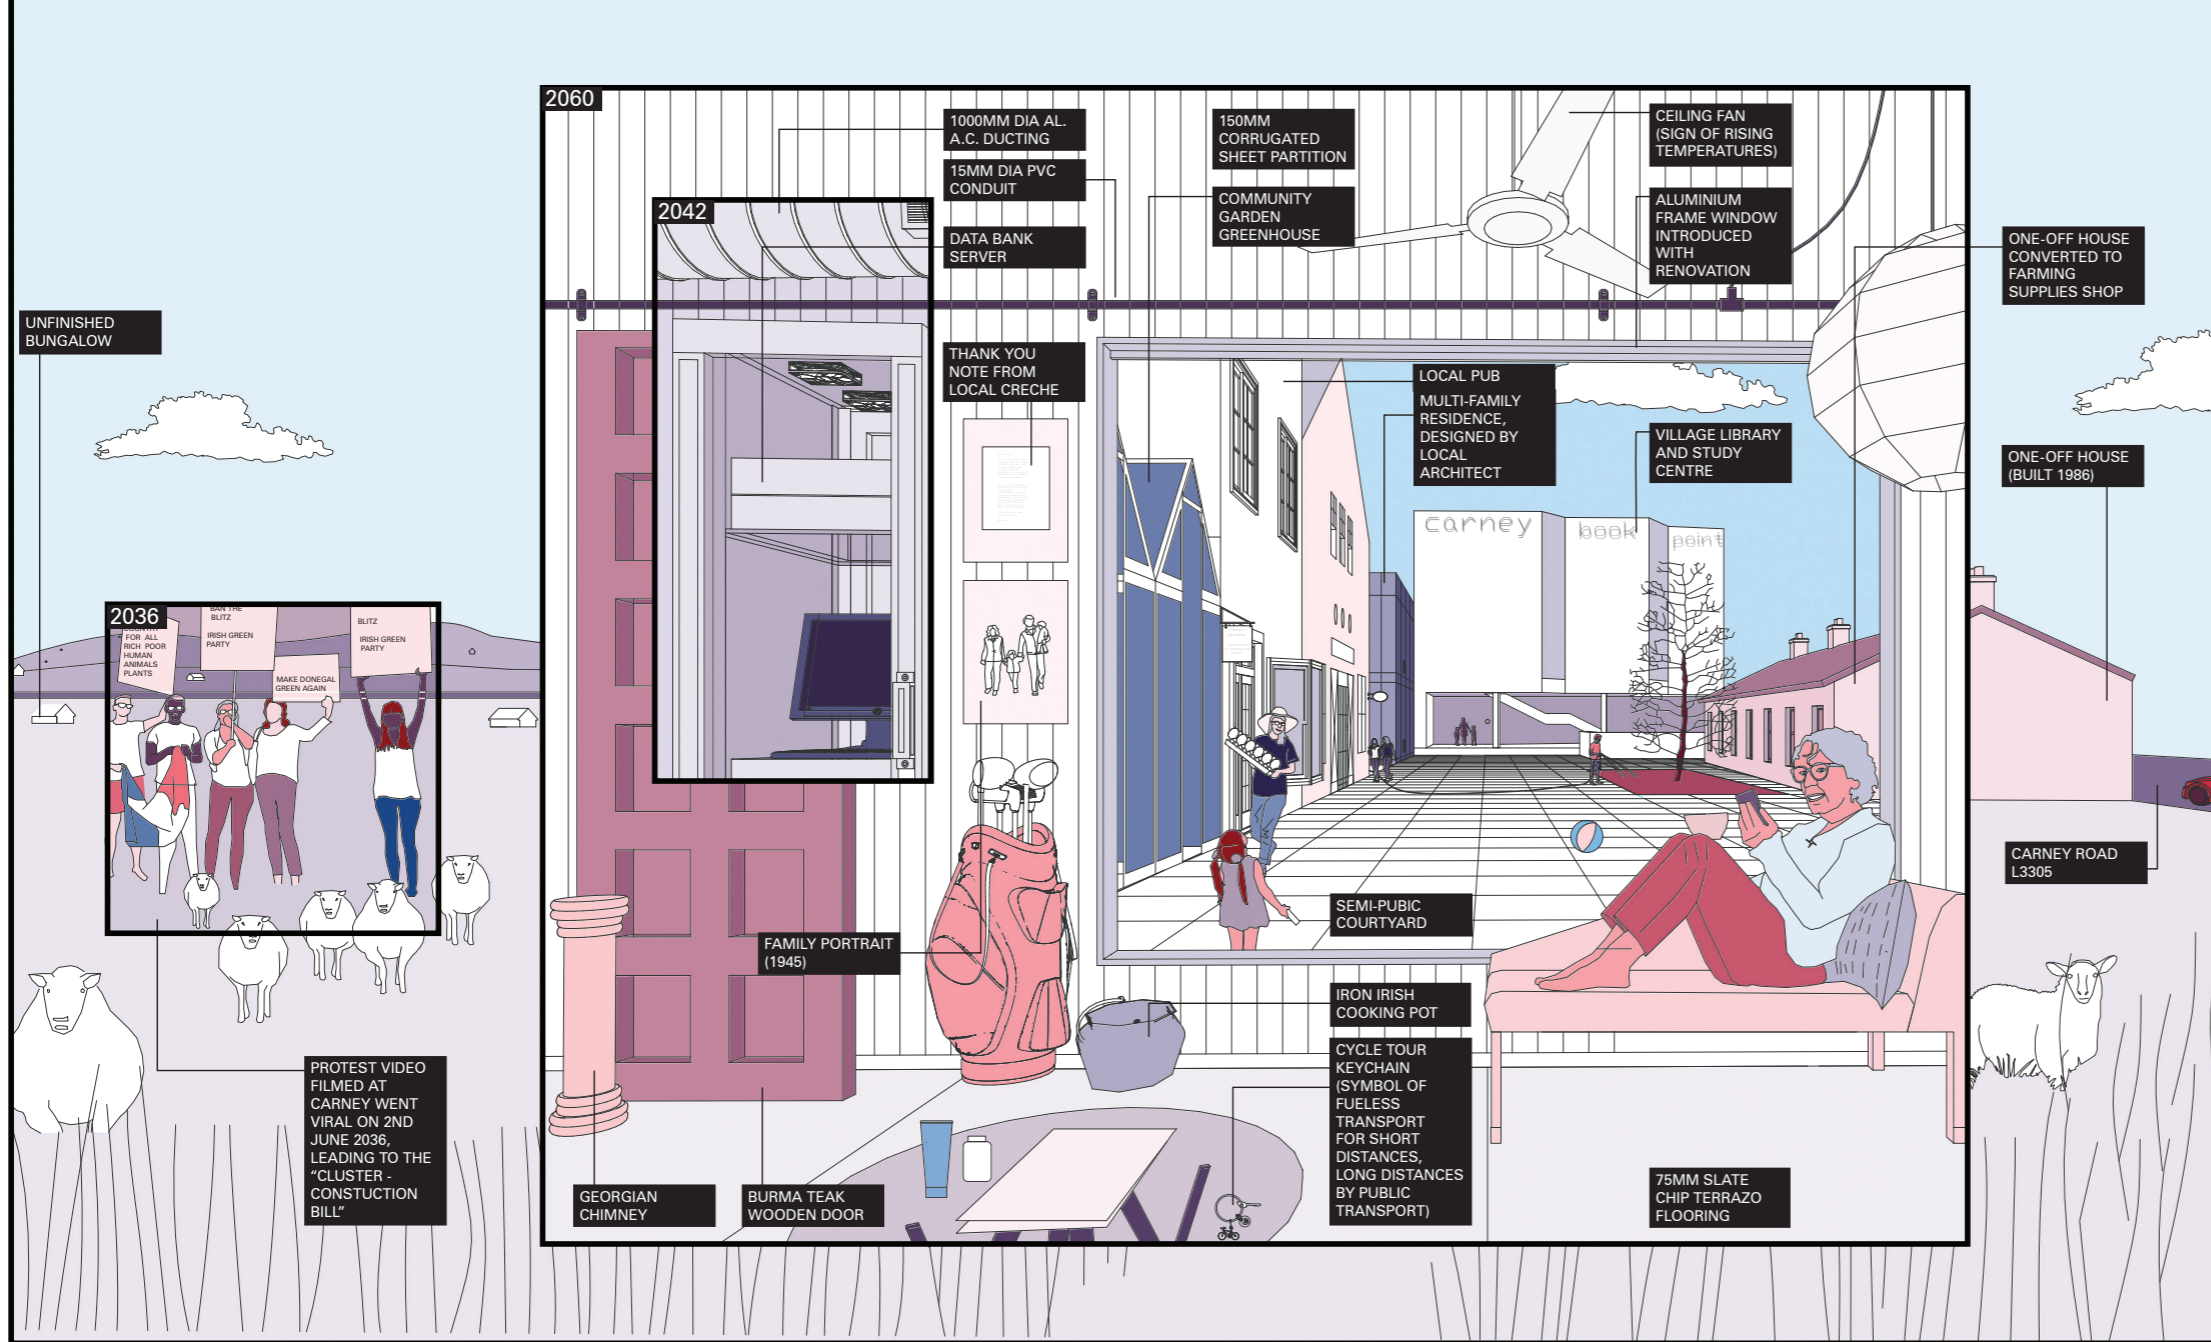 2060
1000MM DIA AL.
A.C. DUCTING
15MM DIA PVC
CONDUIT
DATA BANK
SERVER
150MM
CORRUGATED
SHEET PARTITION
COMMUNITY
GARDEN
GREENHOUSE
CEILING FAN
(SIGN OF RISING
TEMPERATURES)
ALUMINIUM
FRAME WINDOW
INTRODUCED
WITH
RENOVATION
ONE-OFF HOUSE
CONVERTED TO
FARMING
SUPPLIES SHOP
2042
UNFINISHED
BUNGALOW
THANK YOU
NOTE FROM
LOCAL CRECHE
LOCAL PUB
MULTI-FAMILY
RESIDENCE,
DESIGNED BY
LOCAL
ARCHITECT
VILLAGE LIBRARY
AND STUDY
CENTRE
ONE-OFF HOUSE
(BUILT 1986)
carney
book
point
2036
COUNTRY
FOR ALL
RICH POOR
HUMAN
ANIMALS
PLANTS
BAN THE
BLITZ
IRISH GREEN
PARTY
MAKE DONEGAL
GREEN AGAIN
BLITZ
IRISH GREEN
PARTY
CARNEY ROAD
L3305
SEMI-PUBIC
COURTYARD
FAMILY PORTRAIT
(1945)
IRON IRISH
COOKING POT
CYCLE TOUR
KEYCHAIN
(SYMBOL OF
FUELESS
TRANSPORT
FOR SHORT
DISTANCES,
LONG DISTANCES
BY PUBLIC
TRANSPORT)
PROTEST VIDEO
FILMED AT
CARNEY WENT
VIRAL ON 2ND
JUNE 2036,
LEADING TO THE
“CLUSTER -
CONSTUCTION
BILL”
GEORGIAN
CHIMNEY
BURMA TEAK
WOODEN DOOR
75MM SLATE
CHIP TERRAZO
FLOORING